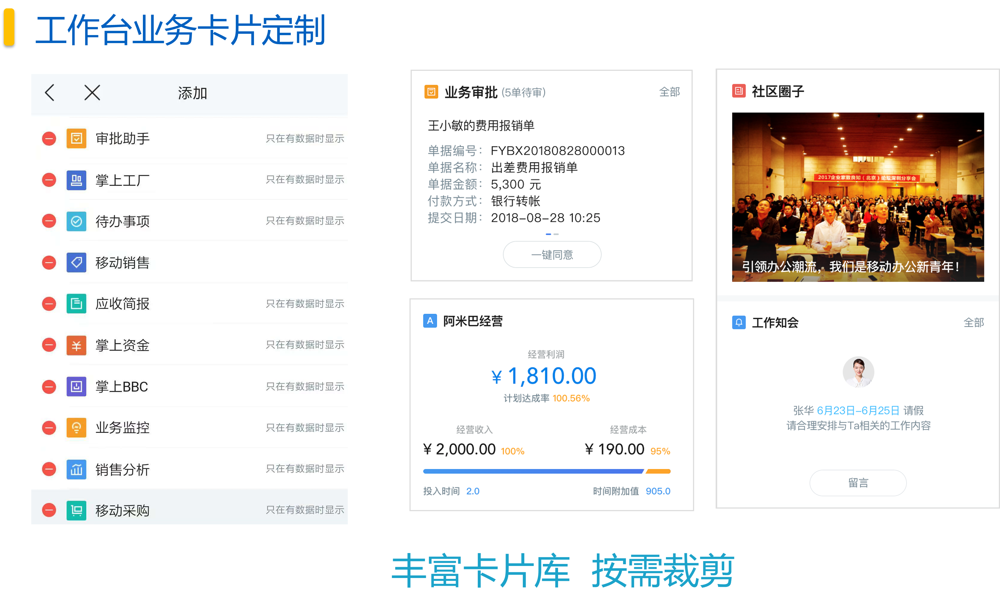 工作台业务卡片定制
添加
审批助手 只在有数据时显示
掌上工厂 只在有数据时显示
待办事项 只在有数据时显示
移动销售
应收简报 只在有数据时显示
掌上资金 只在有数据时显示
掌上BBC 只在有数据时显示
业务监控 只在有数据时显示
销售分析 只在有数据时显示
移动采购 只在有数据时显示
业务审批 (5单待审) 全部
王小敏的费用报销单
单据编号： FYBX20180828000013
单据名称： 出差费用报销单
单据金额： 5,300 元
付款方式： 银行转帐
提交日期： 2018-08-28 10:25
一键同意
A 阿米巴经营
经营利润
¥ 1,810.00
计划达成率 100.56%
经营收入 经营成本
¥ 2,000.00 100% ¥ 190.00 95%
投入时间 2.0 时间附加值 905.0
社区圈子
2017企业家致良知（北京）论坛深圳分享会
引领办公潮流，我们是移动办公新青年！
工作知会 全部
张华 6月23日-6月25日 请假
请合理安排与Ta相关的工作内容
留言
丰富卡片库 按需裁剪